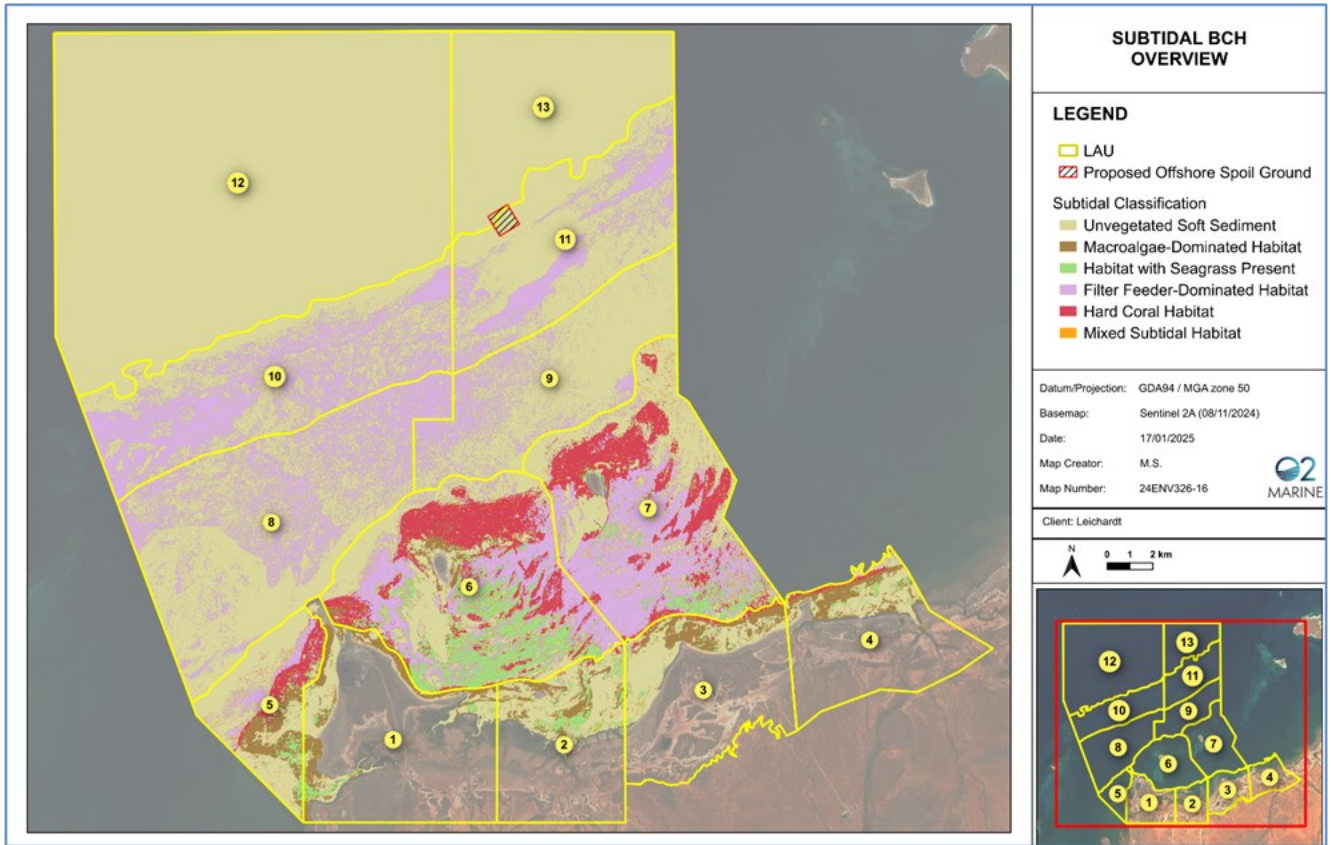 SUBTIDAL BCH
OVERVIEW
LEGEND
LAU
Proposed Offshore Spoil Ground
Subtidal Classification
Unvegetated Soft Sediment
Macroalgae-Dominated Habitat
Habitat with Seagrass Present
Filter Feeder-Dominated Habitat
Hard Coral Habitat
Mixed Subtidal Habitat
Datum/Projection: GDA94 / MGA zone 50
Basemap: Sentinel 2A (08/11/2024)
Date: 17/01/2025
Map Creator: M.S.
Map Number: 24ENV326-16
O2
MARINE
Client: Leichardt
N
0 1 2 km
13
12
11
10
9
8
7
6
5
4
3
1
2
13
12
11
10
9
8
7
6
5
4
3
1
2